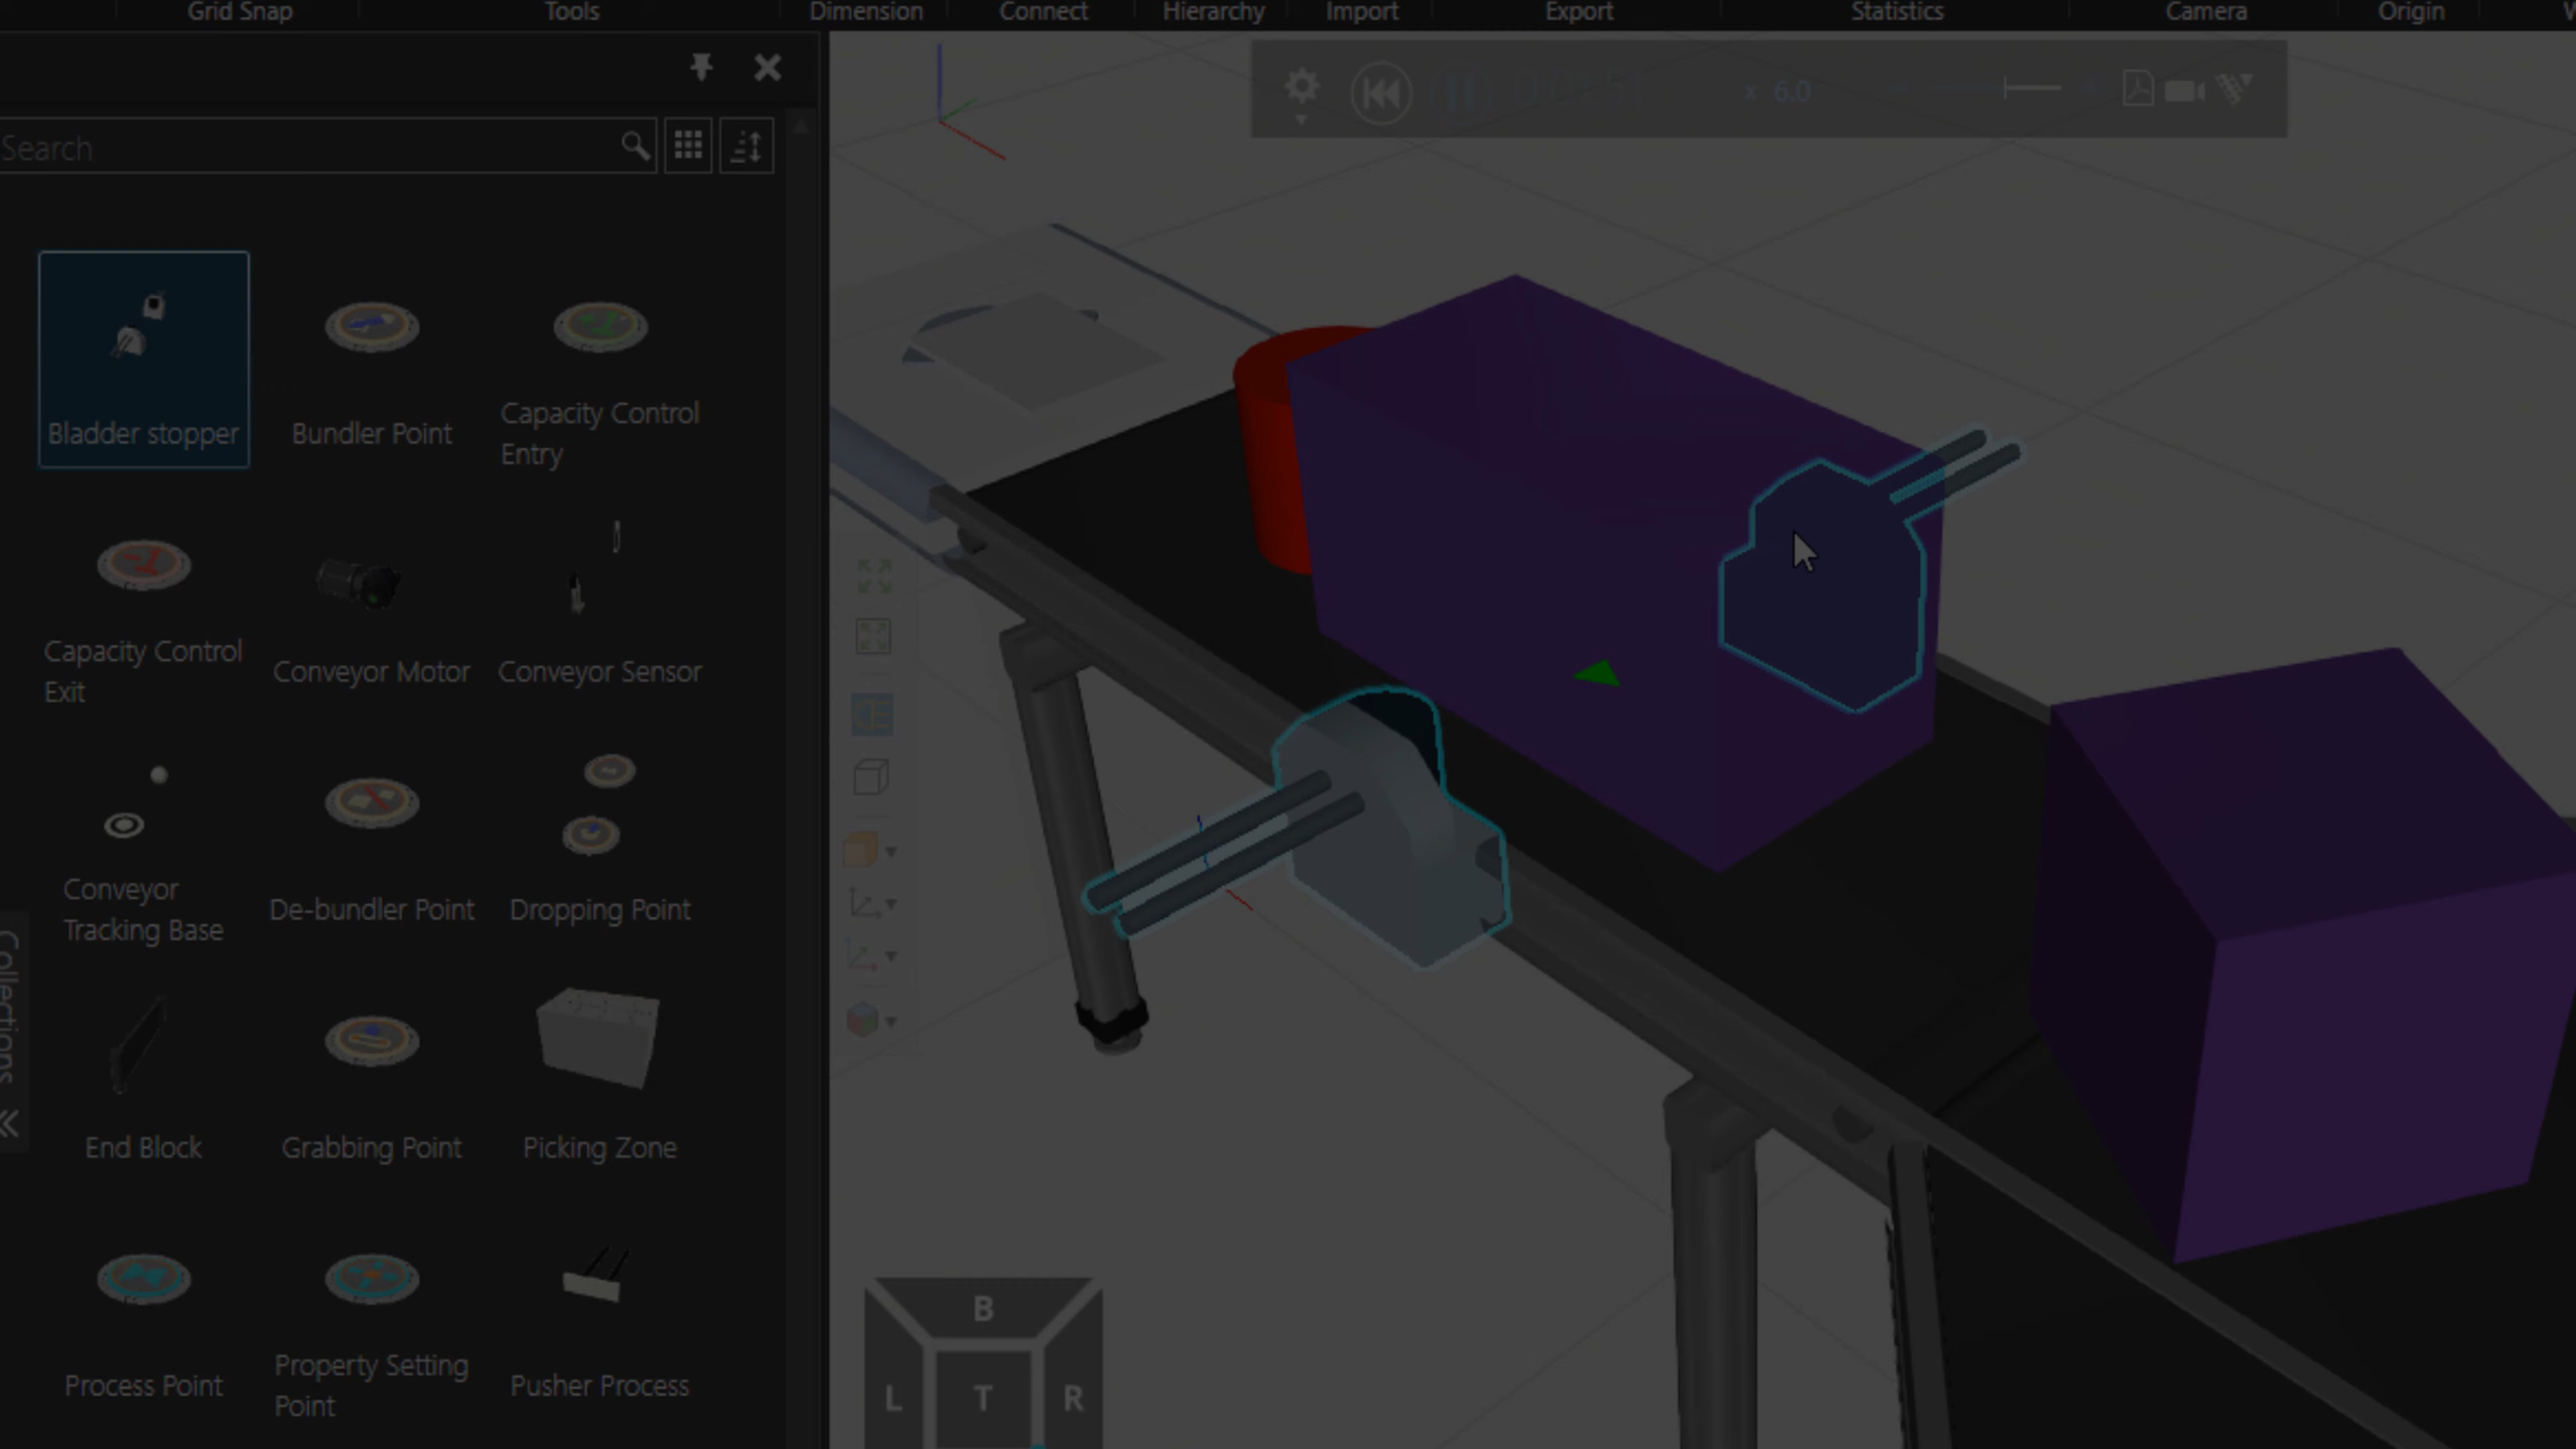 Grid Snap
Tools
Dimension
Connect
Hierarchy
Import
Export
Statistics
Camera
Origin
Search
x 6.0
Bladder stopper
Bundler Point
Capacity Control
Entry
Capacity Control
Exit
Conveyor Motor
Conveyor Sensor
Conveyor
Tracking Base
De-bundler Point
Dropping Point
Collections
End Block
Grabbing Point
Picking Zone
Process Point
Property Setting
Point
Pusher Process
B
L
T
R